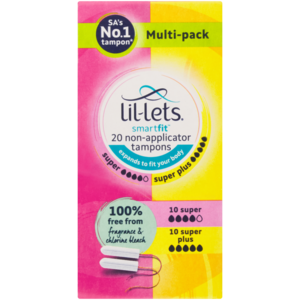 SA's
No.1
tampon*
Multi-pack
lil-lets.
smartfit™
20 non-applicator
tampons
expands to fit your body
super
super plus
100%
free from
fragrance &
chlorine bleach
10 super
10 super
plus